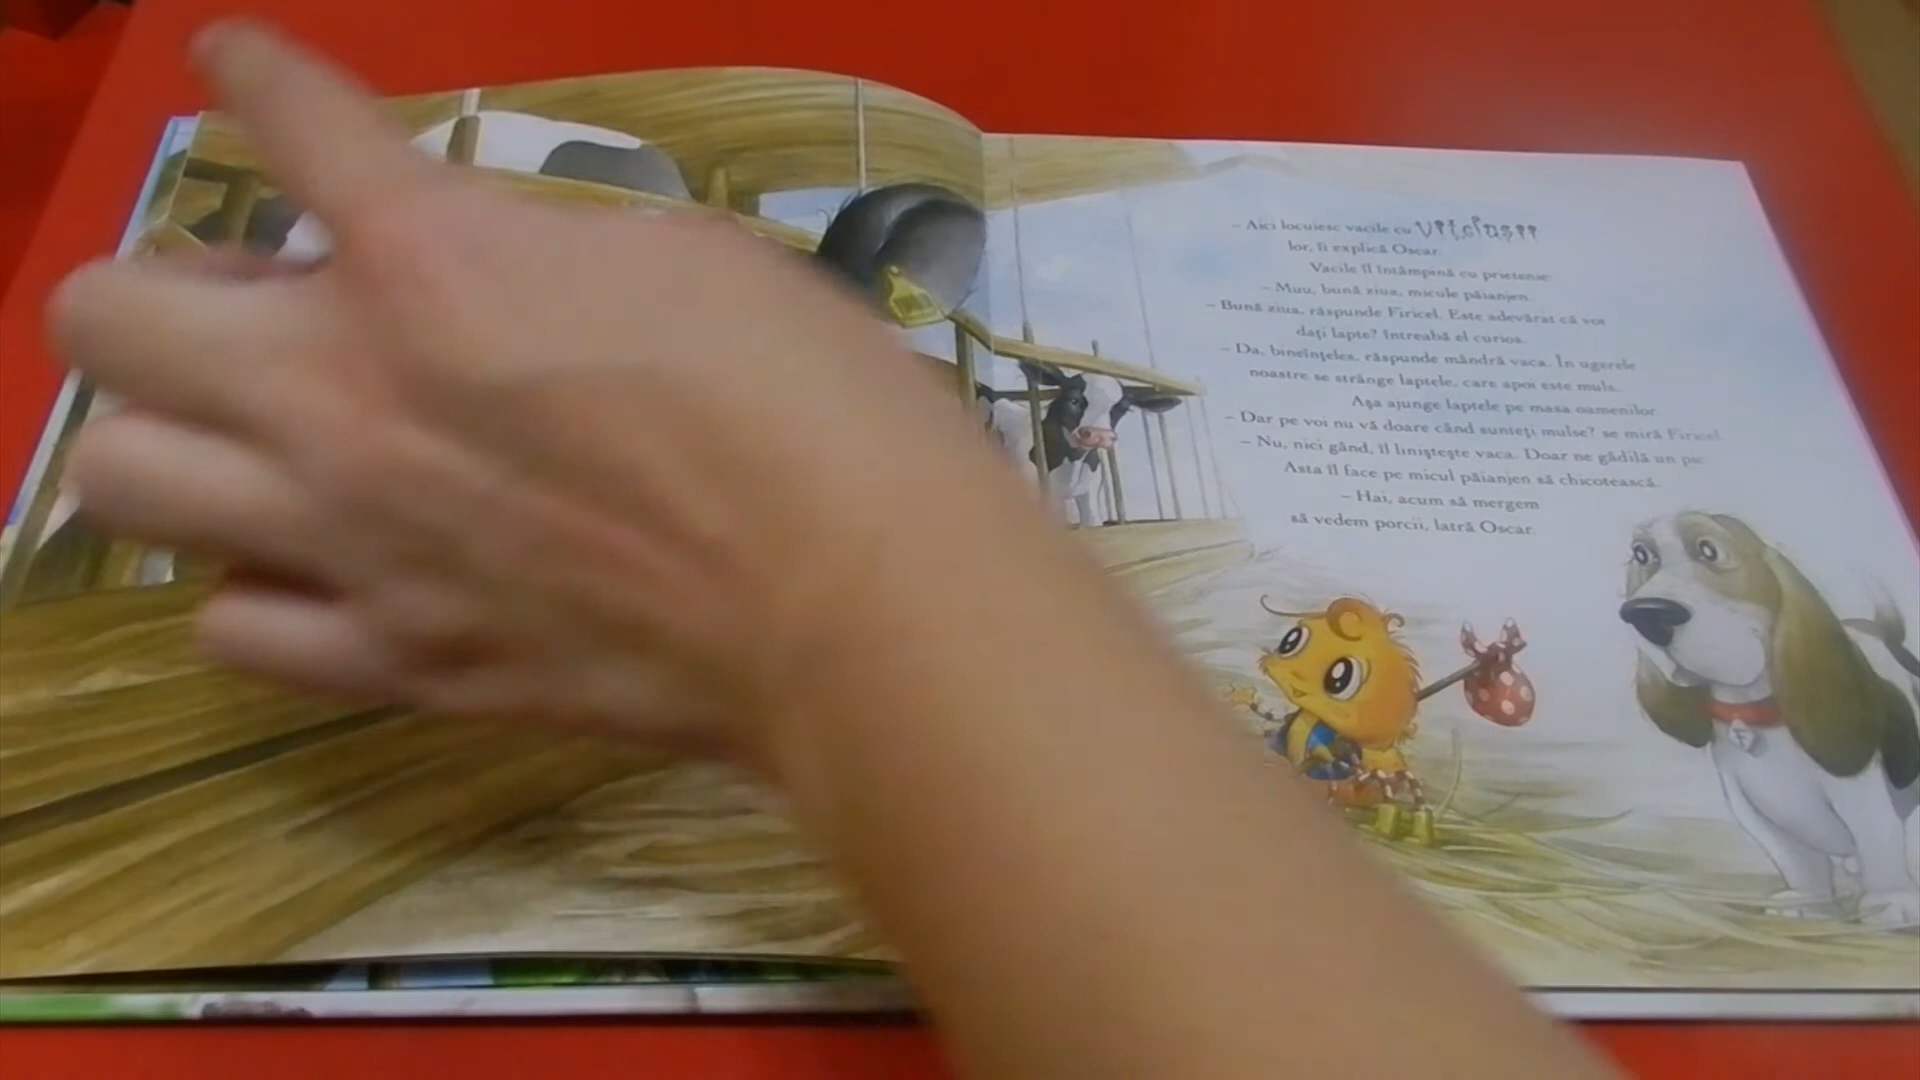 – Aici locuiesc vacile cu vițelușii
lor, îi explică Oscar.
Vacile îl întâmpină cu prietenie:
– Muu, bună ziua, micule păianjen.
– Bună ziua, răspunde Firicel. Este adevărat că voi
dați lapte? întreabă el curios.
– Da, bineînțeles, răspunde mândră vaca. În ugerele
noastre se strânge laptele, care apoi este muls.
Așa ajunge laptele pe masa oamenilor.
– Dar pe voi nu vă doare când sunteți mulse? se miră Firicel.
– Nu, nici gând, îl liniștește vaca. Doar ne gâdilă un pic.
Asta îl face pe micul păianjen să chicotească.
– Hai, acum să mergem
să vedem porcii, latră Oscar.